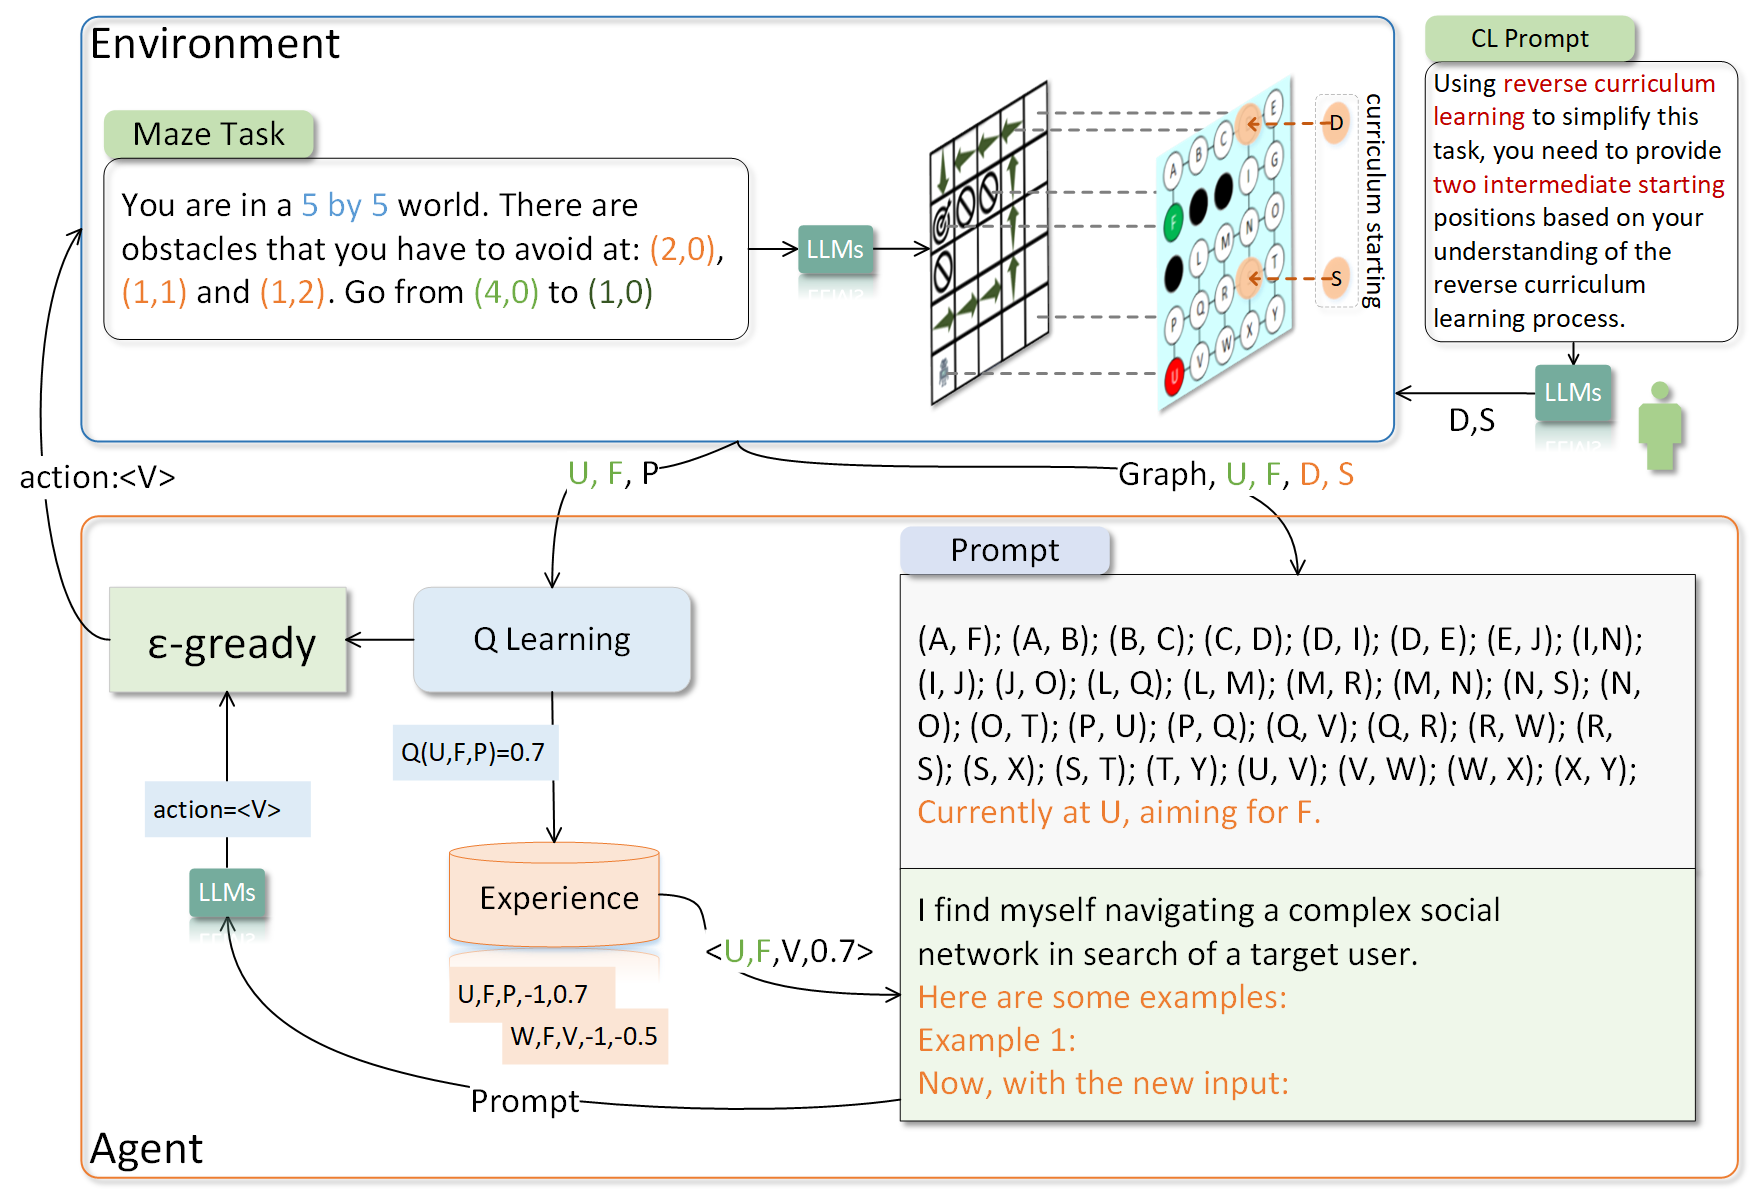 Environment
Maze Task
You are in a 5 by 5 world. There are
obstacles that you have to avoid at: (2,0),
(1,1) and (1,2). Go from (4,0) to (1,0)
LLMs
A B C E
F I G
L M N O
R T
P Q
U V W X Y
D
S
curriculum starting
CL Prompt
Using reverse curriculum
learning to simplify this
task, you need to provide
two intermediate starting
positions based on your
understanding of the
reverse curriculum
learning process.
LLMs
D,S
action:<V>
U, F, P
Graph, U, F, D, S
ε-gready
Q Learning
Q(U,F,P)=0.7
action=<V>
LLMs
Experience
U,F,P,-1,0.7
W,F,V,-1,-0.5
<U,F,V,0.7>
Prompt
Prompt
(A, F); (A, B); (B, C); (C, D); (D, I); (D, E); (E, J); (I,N);
(I, J); (J, O); (L, Q); (L, M); (M, R); (M, N); (N, S); (N,
O); (O, T); (P, U); (P, Q); (Q, V); (Q, R); (R, W); (R,
S); (S, X); (S, T); (T, Y); (U, V); (V, W); (W, X); (X, Y);
Currently at U, aiming for F.
I find myself navigating a complex social
network in search of a target user.
Here are some examples:
Example 1:
Now, with the new input:
Agent